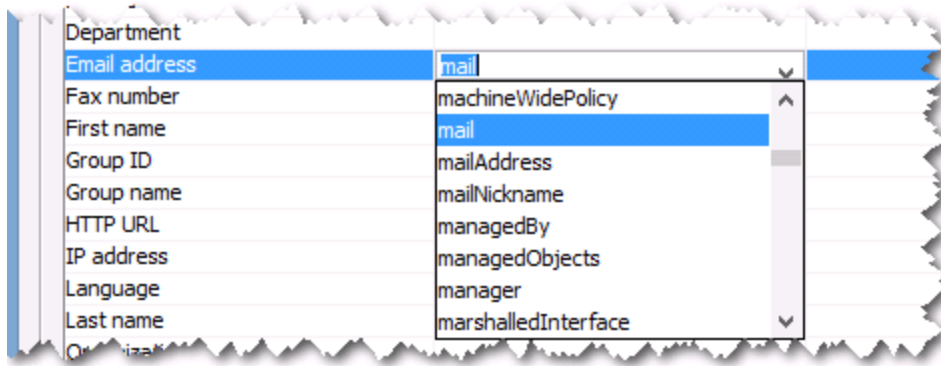 Department
Email address mail
Fax number machineWidePolicy
First name mail
Group ID mailAddress
Group name mailNickname
HTTP URL managedBy
IP address managedObjects
Language manager
Last name marshalledInterface